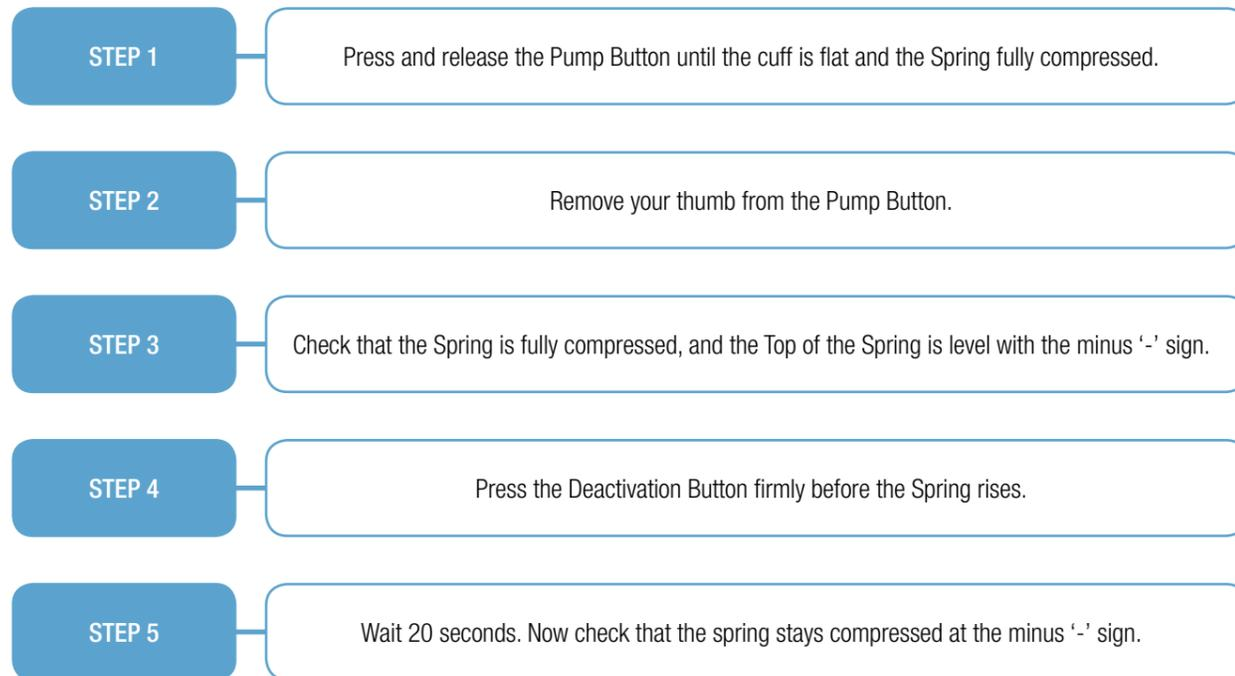 STEP 1
Press and release the Pump Button until the cuff is flat and the Spring fully compressed.
STEP 2
Remove your thumb from the Pump Button.
STEP 3
Check that the Spring is fully compressed, and the Top of the Spring is level with the minus ‘-’ sign.
STEP 4
Press the Deactivation Button firmly before the Spring rises.
STEP 5
Wait 20 seconds. Now check that the spring stays compressed at the minus ‘-’ sign.